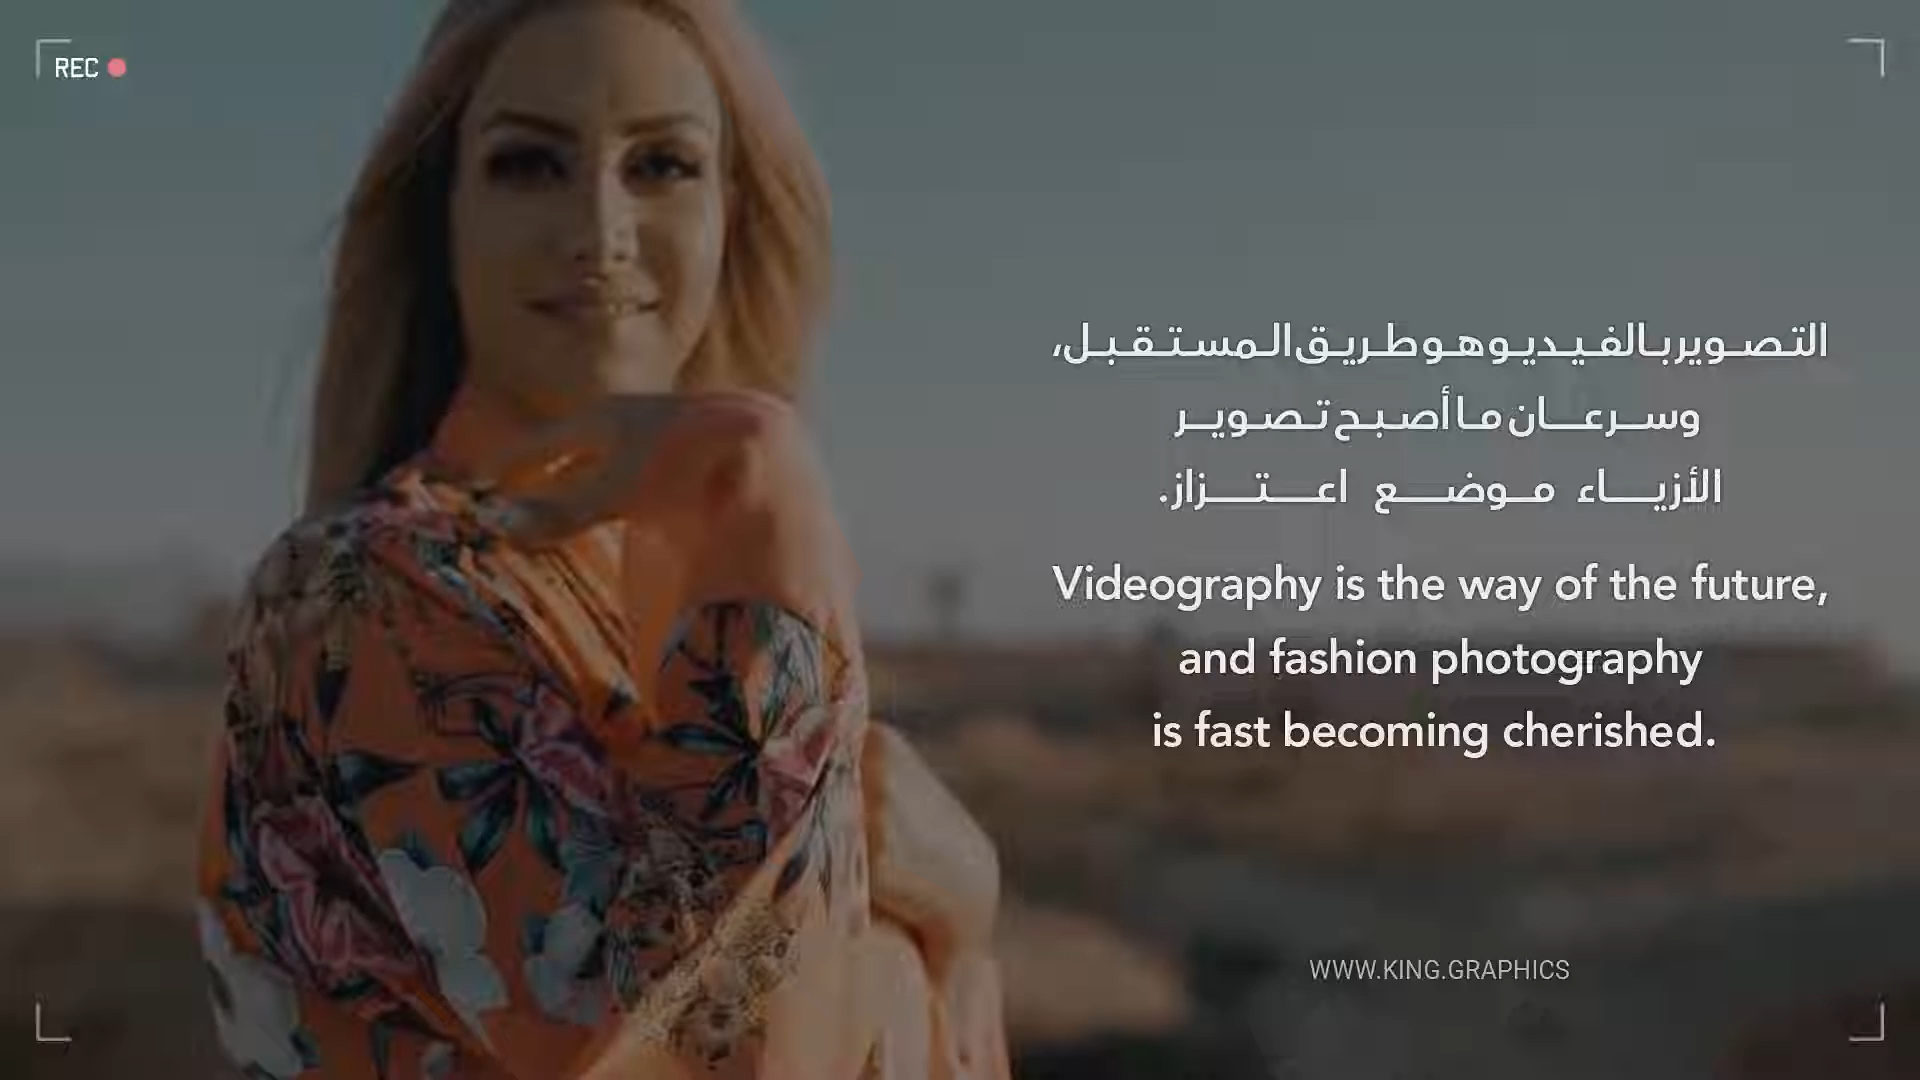 REC
التصوير بالفيديو هو طريق المستقبل،
وسرعان ما أصبح تصوير
الأزياء موضع اعتزاز.
Videography is the way of the future,
and fashion photography
is fast becoming cherished.
WWW.KING.GRAPHICS